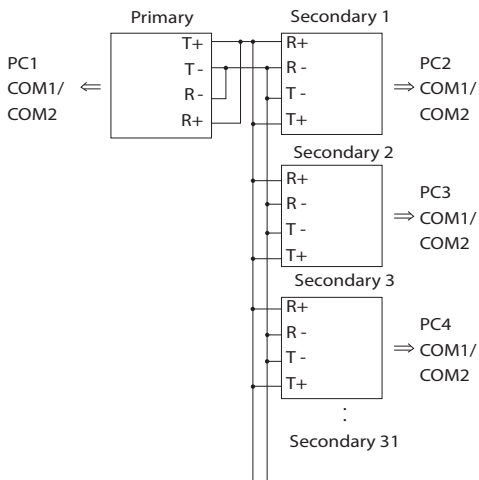 Primary
PC1
COM1/
COM2
⇐
T+
T -
R -
R+
Secondary 1
R+
R -
T -
T+
⇒
PC2
COM1/
COM2
Secondary 2
R+
R -
T -
T+
⇒
PC3
COM1/
COM2
Secondary 3
R+
R -
T -
T+
⇒
PC4
COM1/
COM2
:
Secondary 31